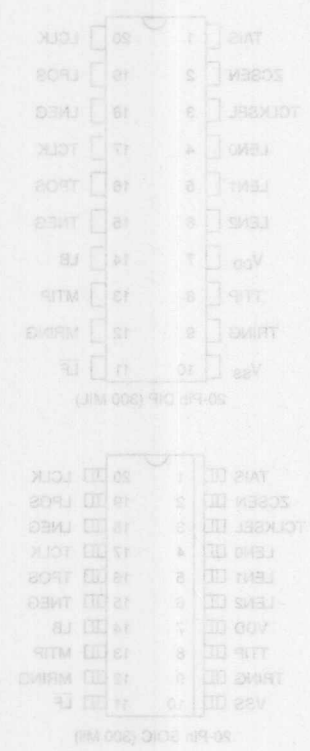 TAIS 1 20 LCLK
ZCSEN 2 19 LPOS
TCLKSEL 3 18 LNEG
LEN0 4 17 TCLK
LEN1 5 16 TPOS
LEN2 6 15 TNEG
VDD 7 14 LB
TTIP 8 13 MTIP
TRING 9 12 MRING
VSS 10 11 LF
20-Pin DIP (300 MIL)
TAIS 1 20 LCLK
ZCSEN 2 19 LPOS
TCLKSEL 3 18 LNEG
LEN0 4 17 TCLK
LEN1 5 16 TPOS
LEN2 6 15 TNEG
VDD 7 14 LB
TTIP 8 13 MTIP
TRING 9 12 MRING
VSS 10 11 LF
20-Pin SOIC (300 Mil)